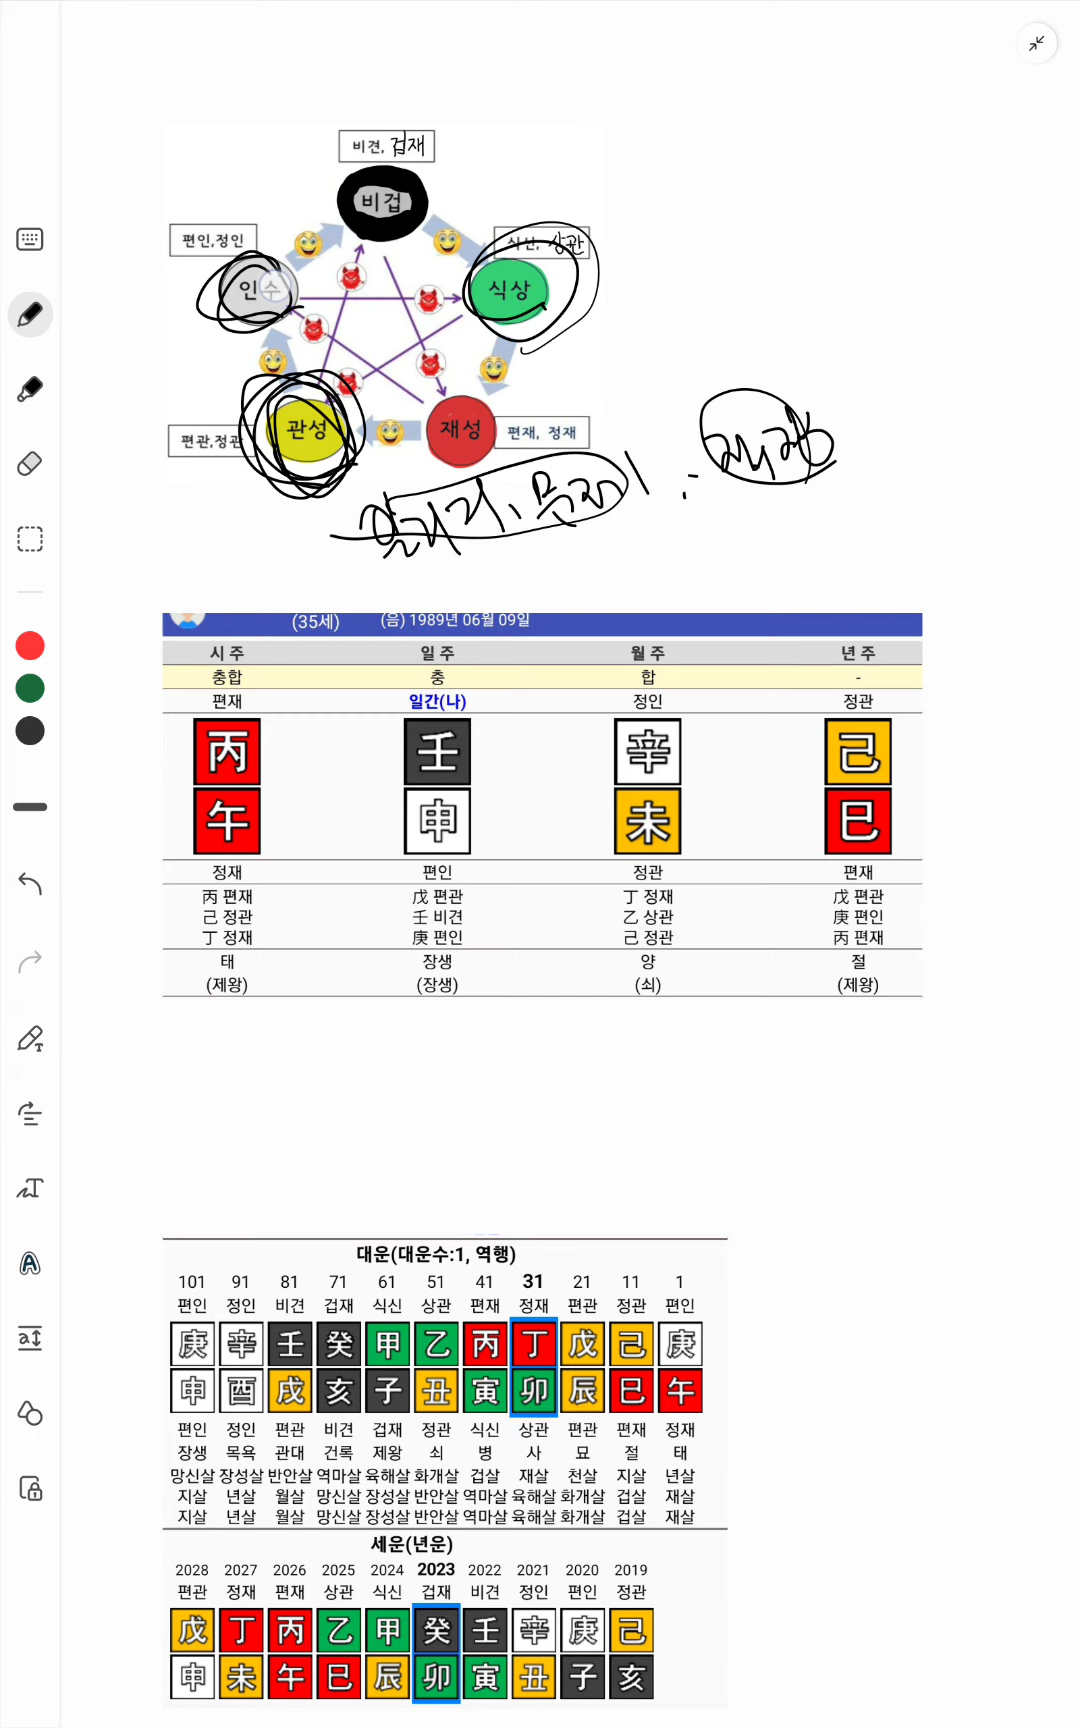 비견, 겁재
비겁
편인,정인
식신, 상관
인수
식상
관성
재성
편관,정관
편재, 정재
(35세) (음) 1989년 06월 09일
시주 일주 월주 년주
충합 충 합 -
편재 일간(나) 정인 정관
丙 壬 辛 己
午 申 未 巳
정재 편인 정관 편재
丙 편재 戊 편관 丁 정재 戊 편관
己 정관 壬 비견 乙 상관 庚 편인
丁 정재 庚 편인 己 정관 丙 편재
태 장생 양 절
(제왕) (장생) (쇠) (제왕)
대운(대운수:1, 역행)
101 91 81 71 61 51 41 31 21 11 1
편인 정인 비견 겁재 식신 상관 편재 정재 편관 정관 편인
庚 辛 壬 癸 甲 乙 丙 丁 戊 己 庚
申 酉 戌 亥 子 丑 寅 卯 辰 巳 午
편인 정인 편관 비견 겁재 정관 식신 상관 편관 편재 정재
장생 목욕 관대 건록 제왕 쇠 병 사 묘 절 태
망신살 장성살 반안살 역마살 육해살 화개살 겁살 재살 천살 지살 년살
지살 년살 월살 망신살 장성살 반안살 역마살 육해살 화개살 겁살 재살
지살 년살 월살 망신살 장성살 반안살 역마살 육해살 화개살 겁살 재살
세운(년운)
2028 2027 2026 2025 2024 2023 2022 2021 2020 2019
편관 정재 편재 상관 식신 겁재 비견 정인 편인 정관
戊 丁 丙 乙 甲 癸 壬 辛 庚 己
申 未 午 巳 辰 卯 寅 丑 子 亥